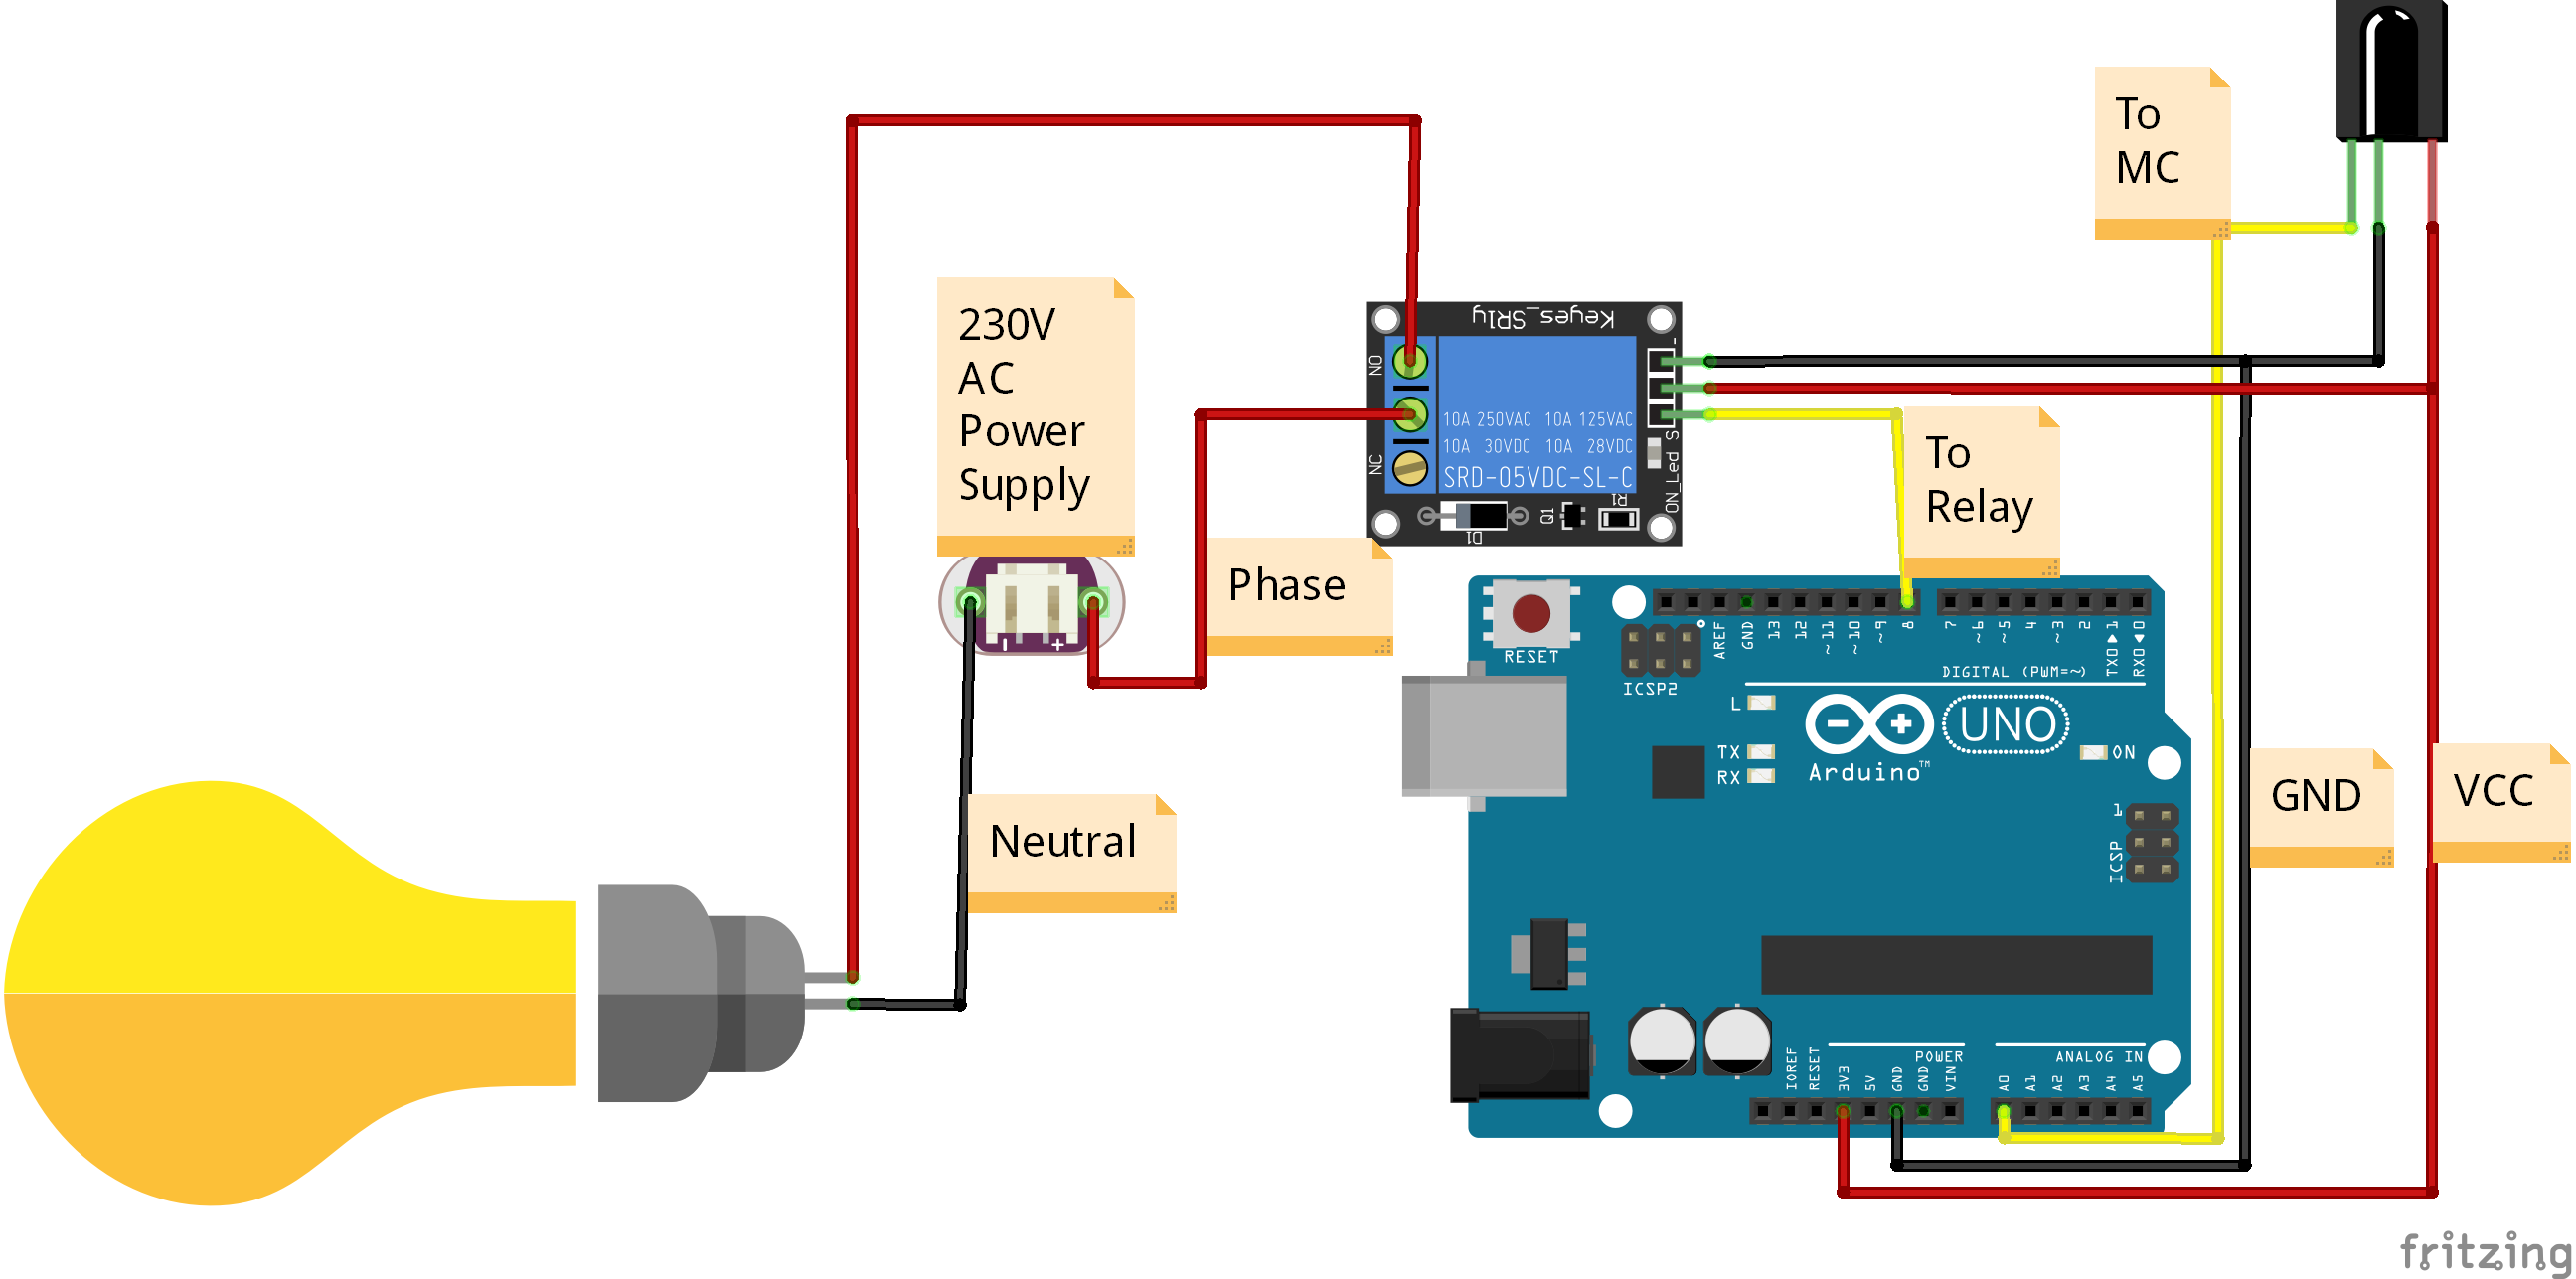 To
MC
230V
AC
Power
Supply
Keyes_SRly
NO
NC
10A 250VAC 10A 125VAC
10A 30VDC 10A 28VDC
SRD-05VDC-SL-C
-
S
ON_Led
D1
Q1
R1
To
Relay
Phase
Neutral
RESET
ICSP2
AREF
GND
13
12
~11
~10
~9
8
7
~6
~5
4
~3
2
TX0▶1
RX0◀0
DIGITAL (PWM=~)
L
TX
RX
UNO
Arduino™
ON
1
ICSP
GND
VCC
- +
IOREF
RESET
3V3
5V
GND
GND
VIN
POWER
ANALOG IN
A0
A1
A2
A3
A4
A5
fritzing